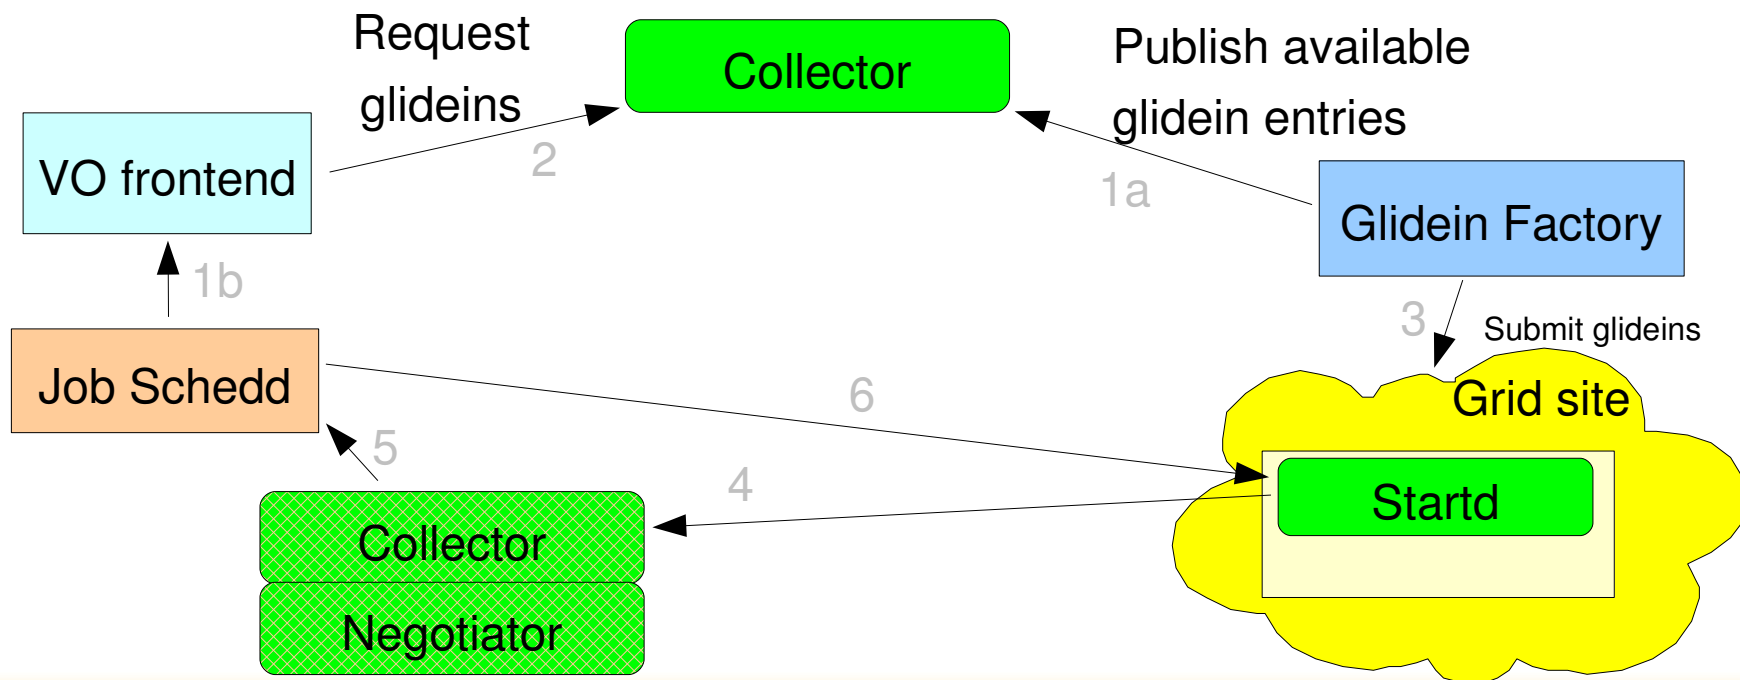 Request
glideins
Collector
Publish available
glidein entries
VO frontend
2
1a
Glidein Factory
1b
3
Submit glideins
Job Schedd
6
Grid site
5
4
Startd
Collector
Negotiator